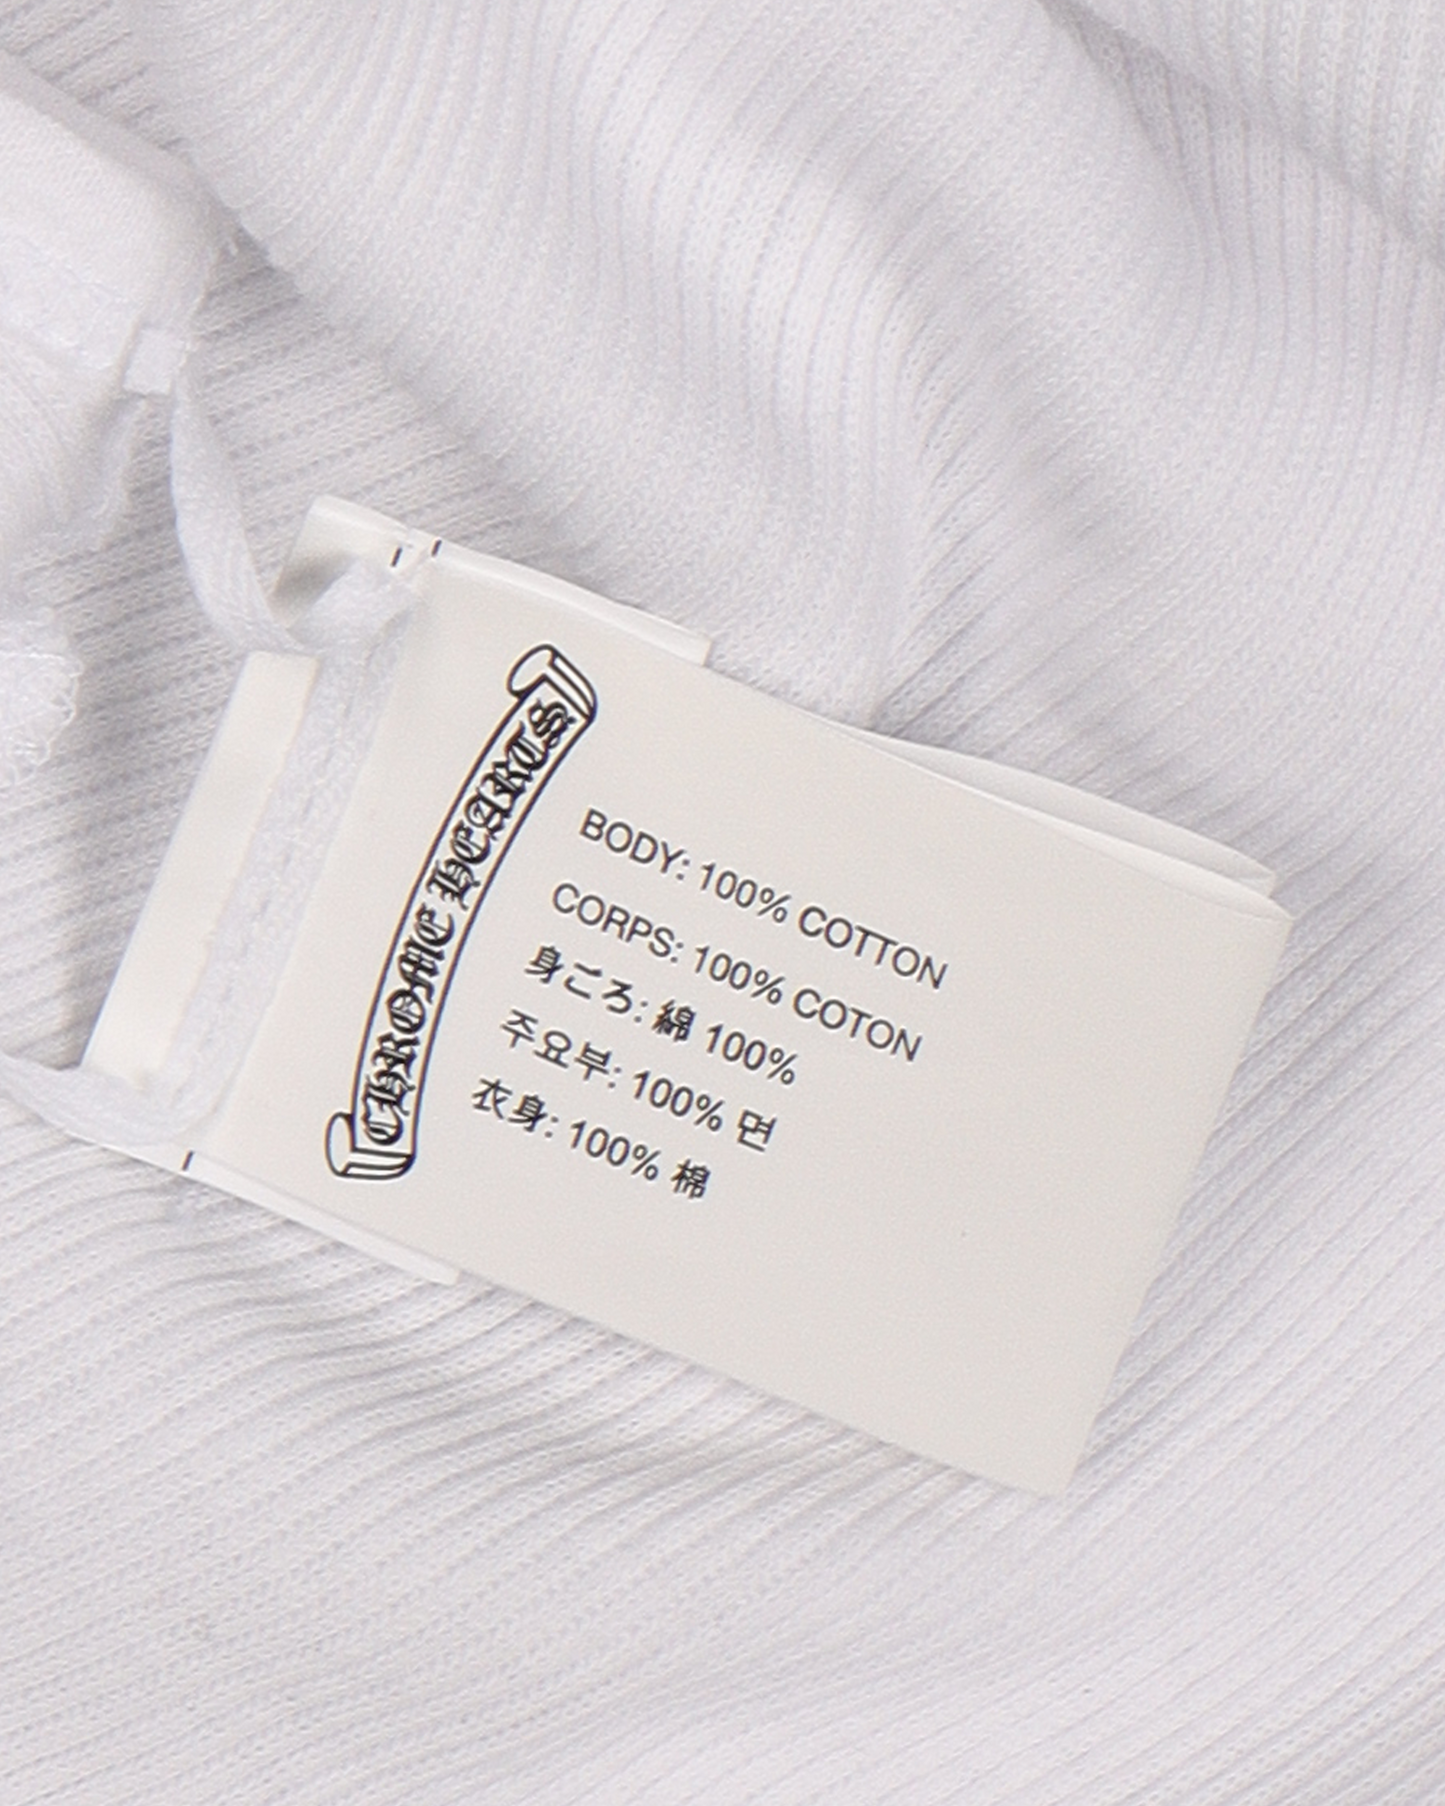 CHROME HEARTS
BODY: 100% COTTON
CORPS: 100% COTON
身ごろ: 綿 100%
주요부: 100% 면
衣身: 100% 棉